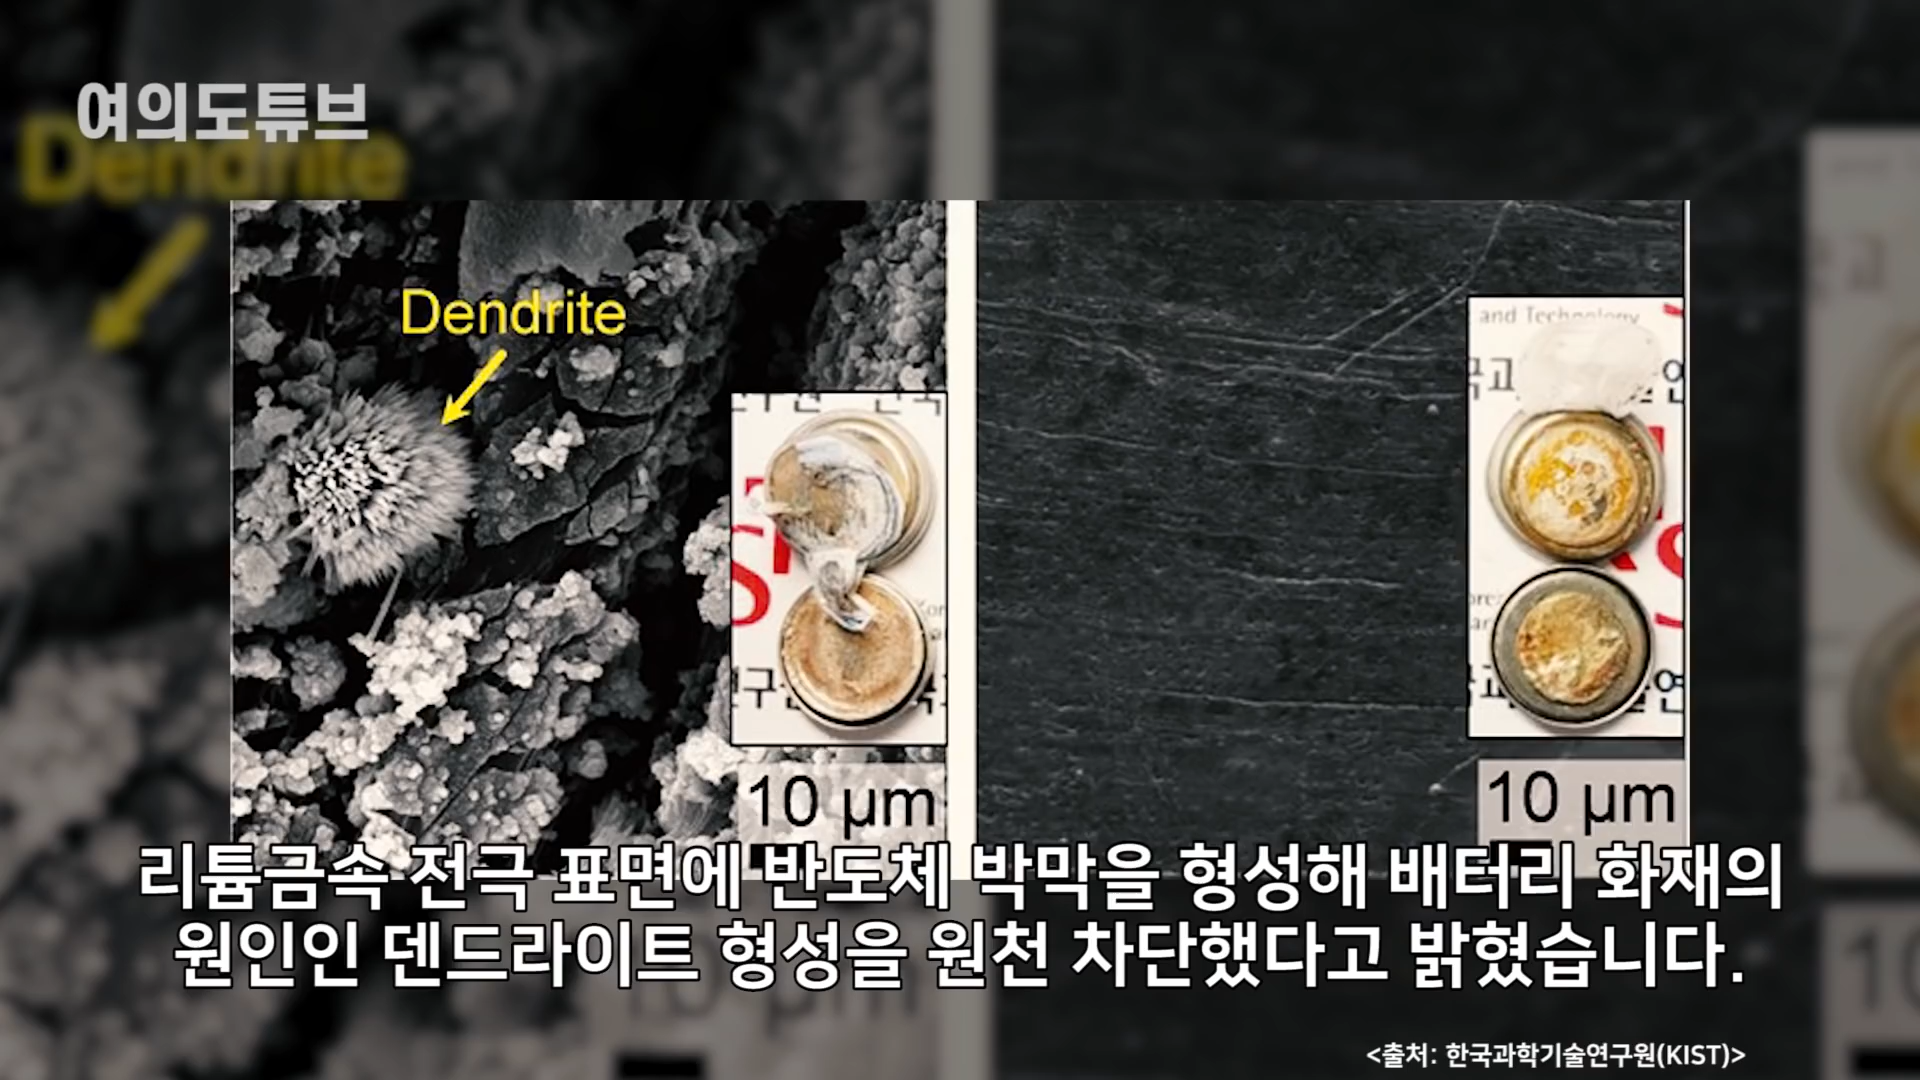 여의도튜브
Dendrite
Dendrite
and Technology
10 μm
10 μm
리튬금속 전극 표면에 반도체 박막을 형성해 배터리 화재의
원인인 덴드라이트 형성을 원천 차단했다고 밝혔습니다.
<출처: 한국과학기술연구원(KIST)>